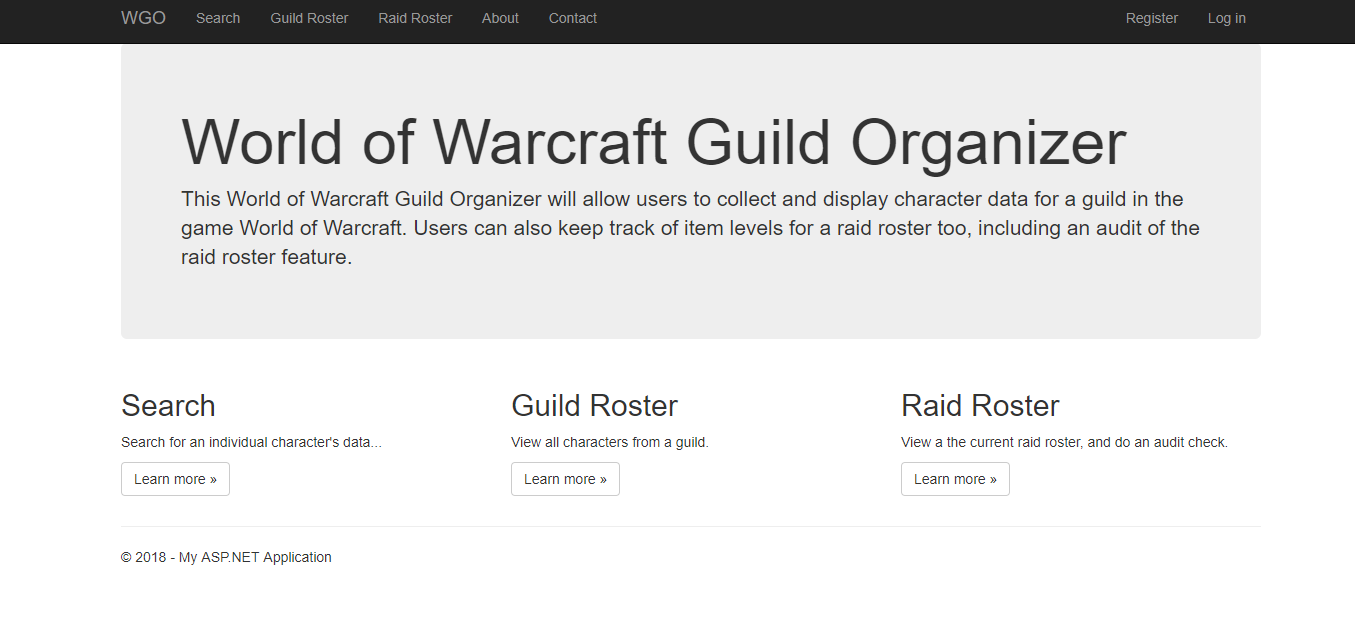 WGO Search Guild Roster Raid Roster About Contact Register Log in
World of Warcraft Guild Organizer
This World of Warcraft Guild Organizer will allow users to collect and display character data for a guild in the
game World of Warcraft. Users can also keep track of item levels for a raid roster too, including an audit of the
raid roster feature.
Search
Search for an individual character's data...
Learn more »
Guild Roster
View all characters from a guild.
Learn more »
Raid Roster
View a the current raid roster, and do an audit check.
Learn more »
© 2018 - My ASP.NET Application